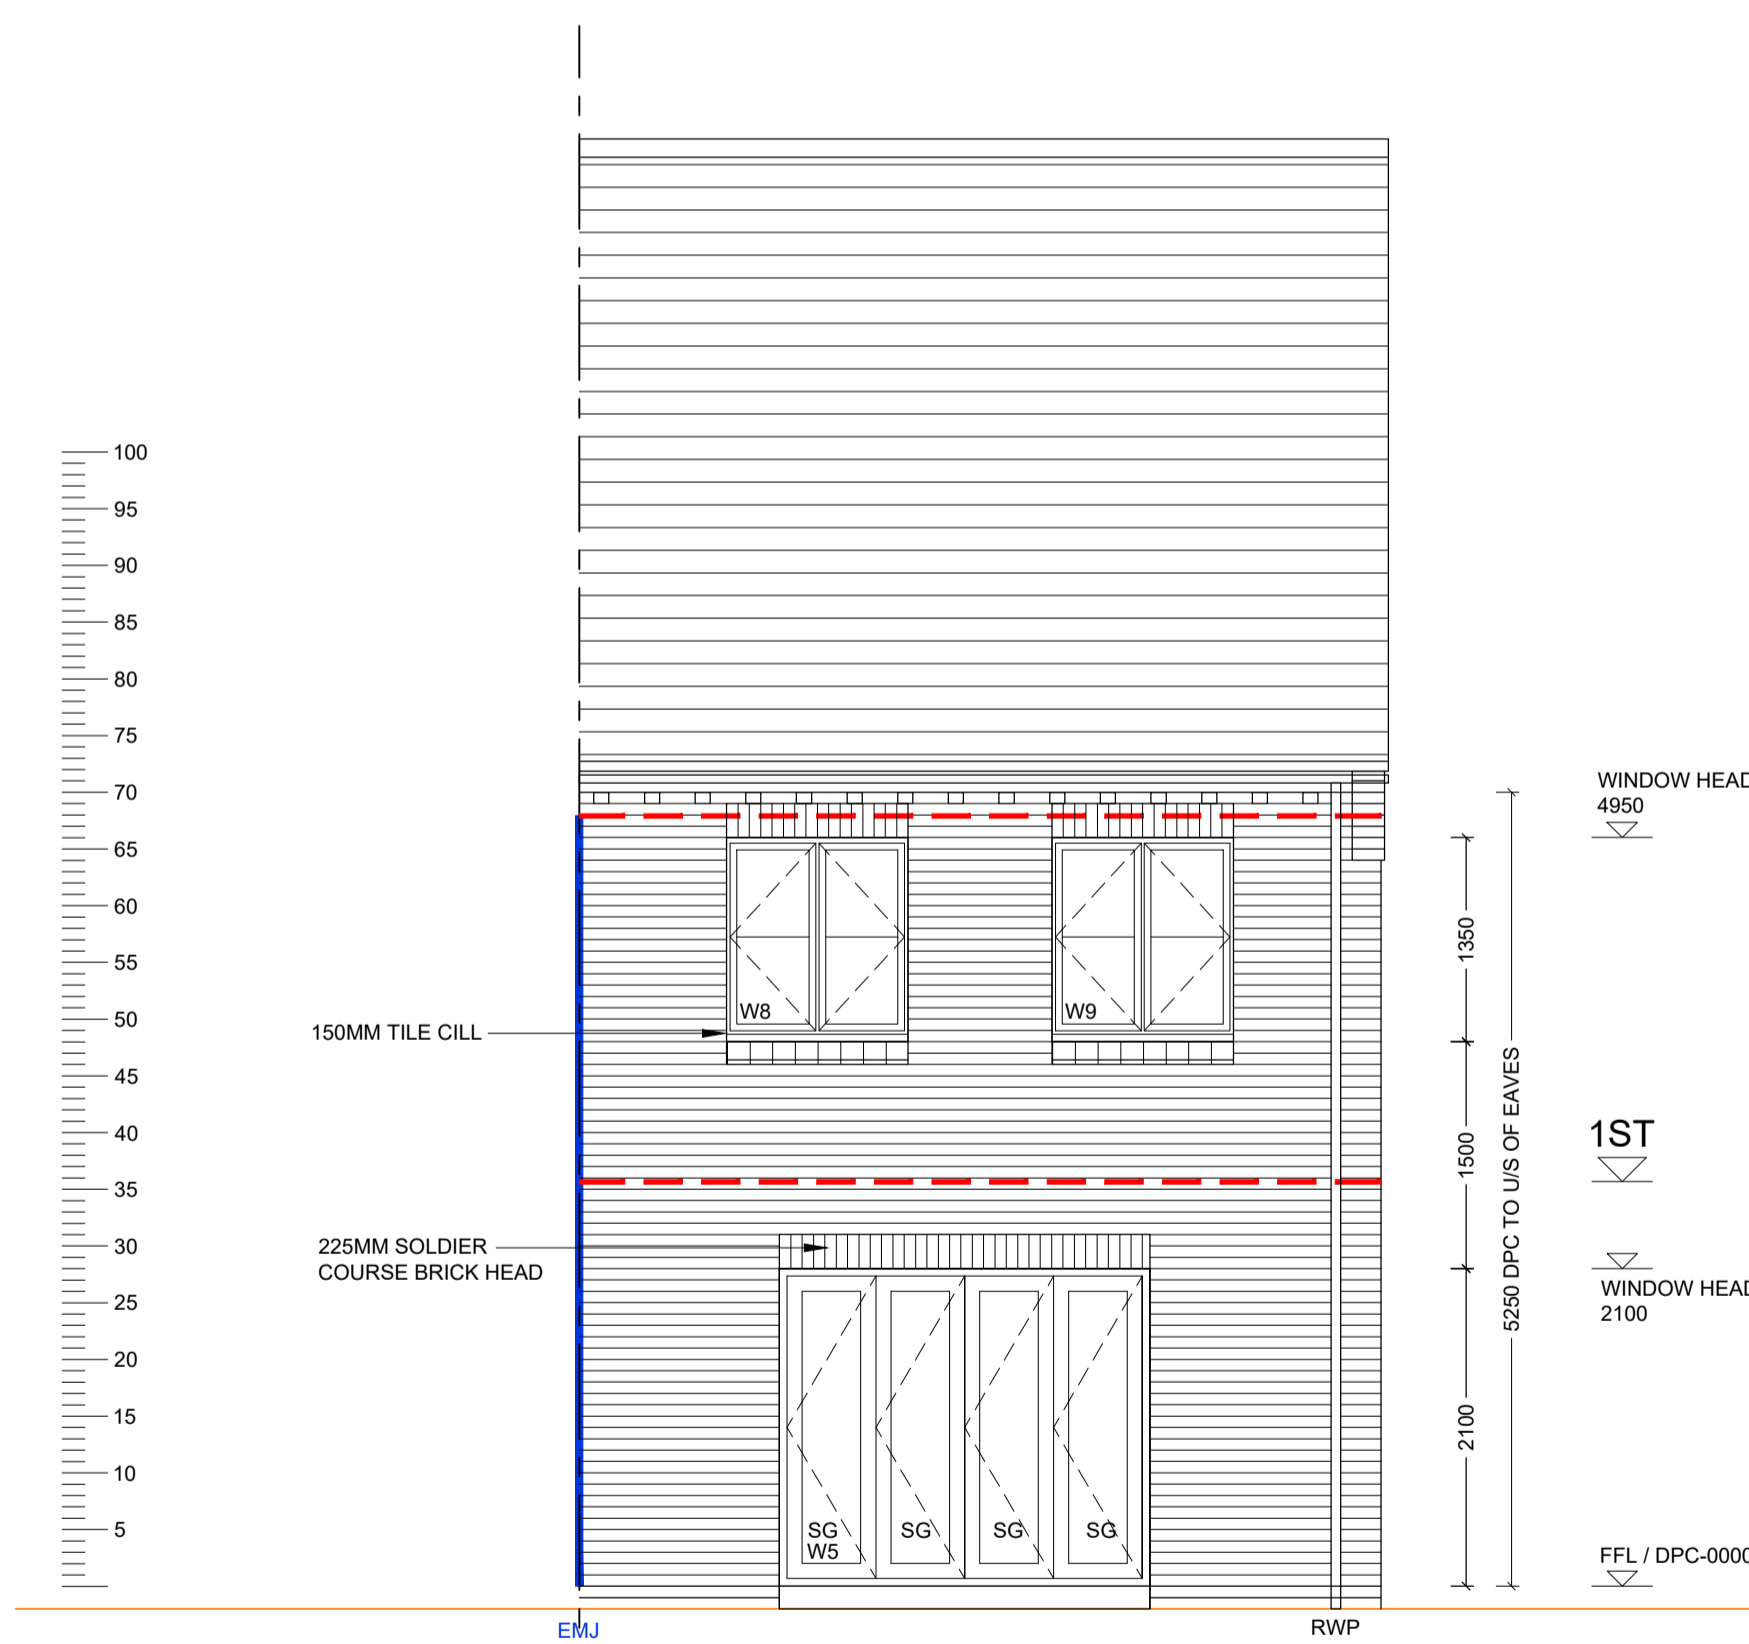 100
95
90
85
80
75
70
65
60
55
50
45
40
35
30
25
20
15
10
5
150MM TILE CILL
225MM SOLDIER
COURSE BRICK HEAD
W8
W9
SG
W5
SG
SG
SG
EMJ
RWP
1350
1500
2100
5250 DPC TO U/S OF EAVES
WINDOW HEAD
4950
1ST
WINDOW HEAD
2100
FFL / DPC-0000